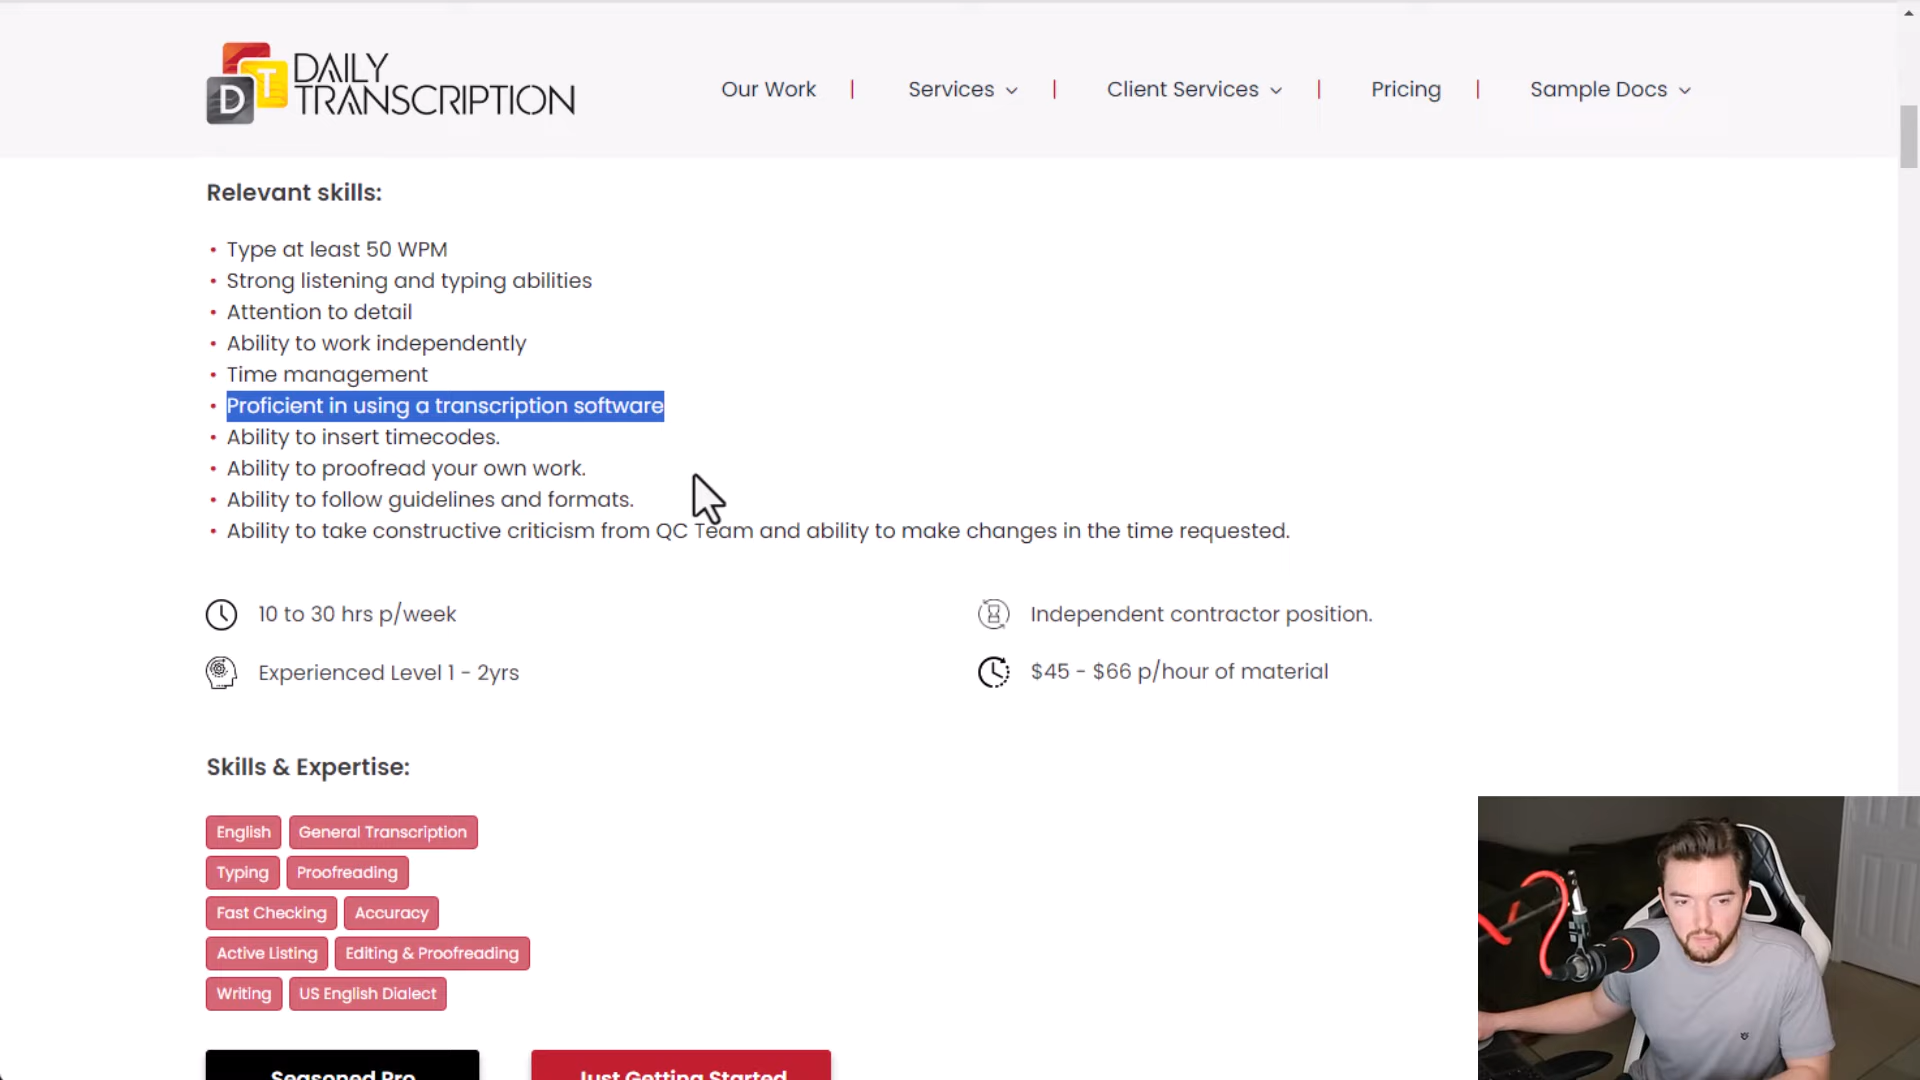 DAILY
TRANSCRIPTION
D
T
Our Work | Services | Client Services | Pricing | Sample Docs
Relevant skills:
• Type at least 50 WPM
• Strong listening and typing abilities
• Attention to detail
• Ability to work independently
• Time management
• Proficient in using a transcription software
• Ability to insert timecodes.
• Ability to proofread your own work.
• Ability to follow guidelines and formats.
• Ability to take constructive criticism from QC Team and ability to make changes in the time requested.
10 to 30 hrs p/week
Independent contractor position.
Experienced Level 1 - 2yrs
$45 - $66 p/hour of material
Skills & Expertise:
English General Transcription
Typing Proofreading
Fast Checking Accuracy
Active Listing Editing & Proofreading
Writing US English Dialect
Seasoned Pro Just Getting Started